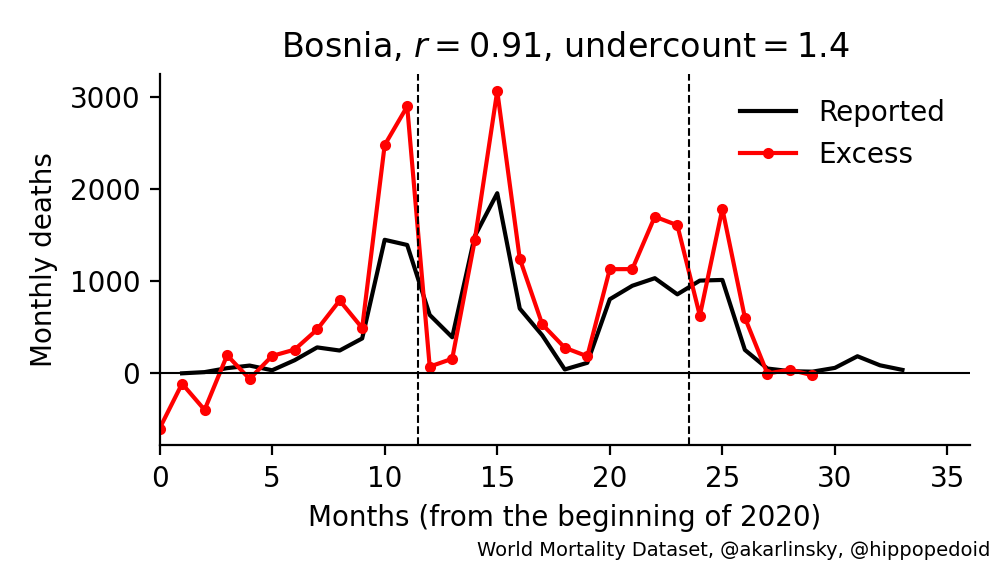 Bosnia, r = 0.91, undercount = 1.4
3000
2000
1000
0
Monthly deaths
Reported
Excess
0 5 10 15 20 25 30 35
Months (from the beginning of 2020)
World Mortality Dataset, @akarlinsky, @hippopedoid